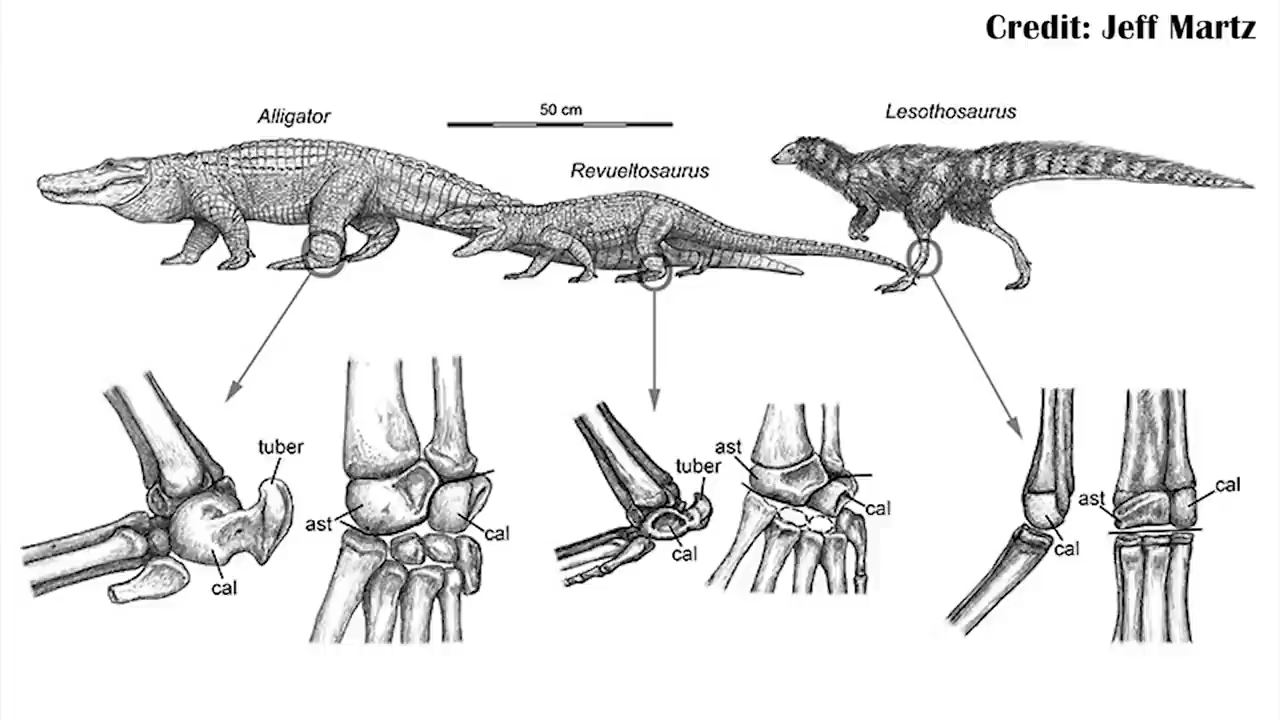 Credit: Jeff Martz
Alligator
50 cm
Lesothosaurus
Revueltosaurus
tuber
ast
cal
cal
ast
tuber
cal
cal
ast
cal
cal